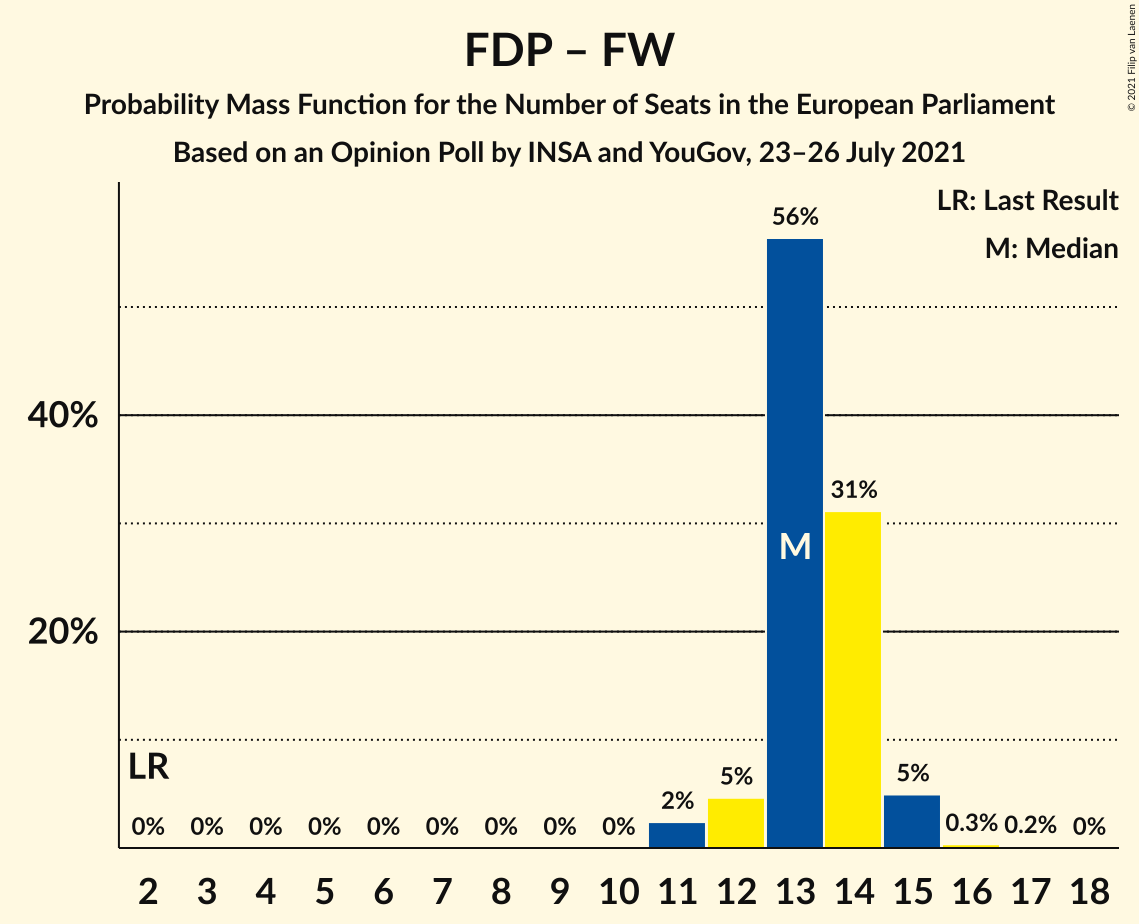 FDP – FW
Probability Mass Function for the Number of Seats in the European Parliament
Based on an Opinion Poll by INSA and YouGov, 23–26 July 2021
© 2021 Filip van Laenen
LR: Last Result
M: Median
56%
40%
31%
M
20%
LR
0% 0% 0% 0% 0% 0% 0% 0% 0% 2% 5% 5% 0.3% 0.2% 0%
2 3 4 5 6 7 8 9 10 11 12 13 14 15 16 17 18